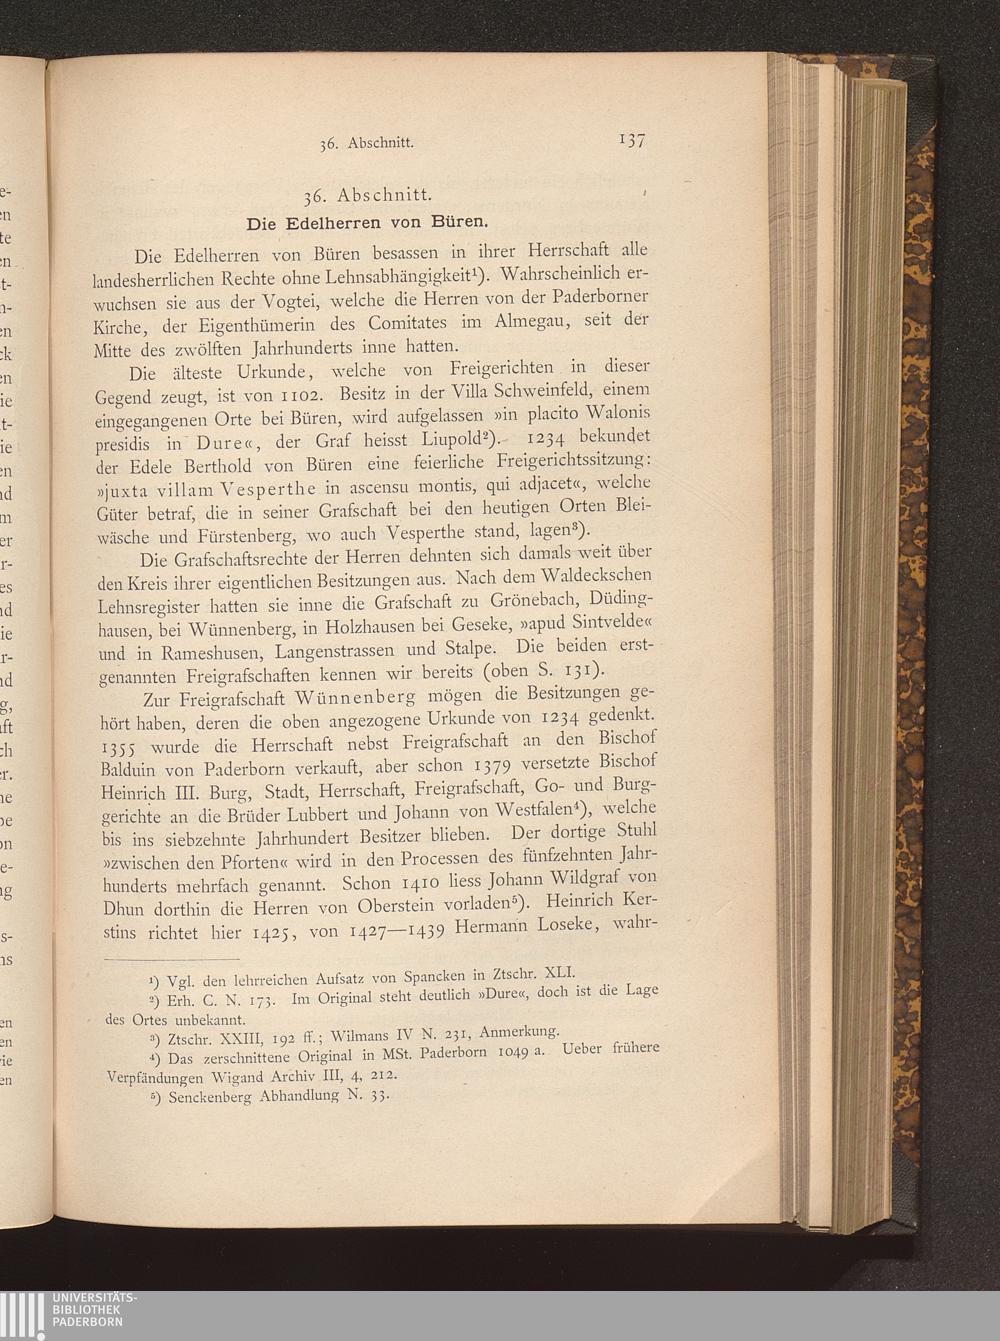 36. Abschnitt. 137
36. Abschnitt.
Die Edelherren von Büren.
Die Edelherren von Büren besassen in ihrer Herrschaft alle
landesherrlichen Rechte ohne Lehnsabhängigkeit¹). Wahrscheinlich er-
wuchsen sie aus der Vogtei, welche die Herren von der Paderborner
Kirche, der Eigenthümerin des Comitates im Almegau, seit der
Mitte des zwölften Jahrhunderts inne hatten.
Die älteste Urkunde, welche von Freigerichten in dieser
Gegend zeugt, ist von 1102. Besitz in der Villa Schweinfeld, einem
eingegangenen Orte bei Büren, wird aufgelassen »in placito Walonis
presidis in Dure«, der Graf heisst Liupold²). 1234 bekundet
der Edele Berthold von Büren eine feierliche Freigerichtssitzung:
»juxta villam Vesperthe in ascensu montis, qui adjacet«, welche
Güter betraf, die in seiner Grafschaft bei den heutigen Orten Blei-
wäsche und Fürstenberg, wo auch Vesperthe stand, lagen³).
Die Grafschaftsrechte der Herren dehnten sich damals weit über
den Kreis ihrer eigentlichen Besitzungen aus. Nach dem Waldeckschen
Lehnsregister hatten sie inne die Grafschaft zu Grönebach, Düding-
hausen, bei Wünnenberg, in Holzhausen bei Geseke, »apud Sintvelde«
und in Rameshusen, Langenstrassen und Stalpe. Die beiden erst-
genannten Freigrafschaften kennen wir bereits (oben S. 131).
Zur Freigrafschaft Wünnenberg mögen die Besitzungen ge-
hört haben, deren die oben angezogene Urkunde von 1234 gedenkt.
1355 wurde die Herrschaft nebst Freigrafschaft an den Bischof
Balduin von Paderborn verkauft, aber schon 1379 versetzte Bischof
Heinrich III. Burg, Stadt, Herrschaft, Freigrafschaft, Go- und Burg-
gerichte an die Brüder Lubbert und Johann von Westfalen⁴), welche
bis ins siebzehnte Jahrhundert Besitzer blieben. Der dortige Stuhl
»zwischen den Pforten« wird in den Processen des fünfzehnten Jahr-
hunderts mehrfach genannt. Schon 1410 liess Johann Wildgraf von
Dhun dorthin die Herren von Oberstein vorladen⁵). Heinrich Ker-
stins richtet hier 1425, von 1427—1439 Hermann Loseke, wahr-
¹) Vgl. den lehrreichen Aufsatz von Spancken in Ztschr. XLI.
²) Erh. C. N. 173. Im Original steht deutlich »Dure«, doch ist die Lage
des Ortes unbekannt.
³) Ztschr. XXIII, 192 ff.; Wilmans IV N. 231, Anmerkung.
⁴) Das zerschnittene Original in MSt. Paderborn 1049 a. Ueber frühere
Verpfändungen Wigand Archiv III, 4, 212.
⁵) Senckenberg Abhandlung N. 33.
UNIVERSITÄTS-
BIBLIOTHEK
PADERBORN